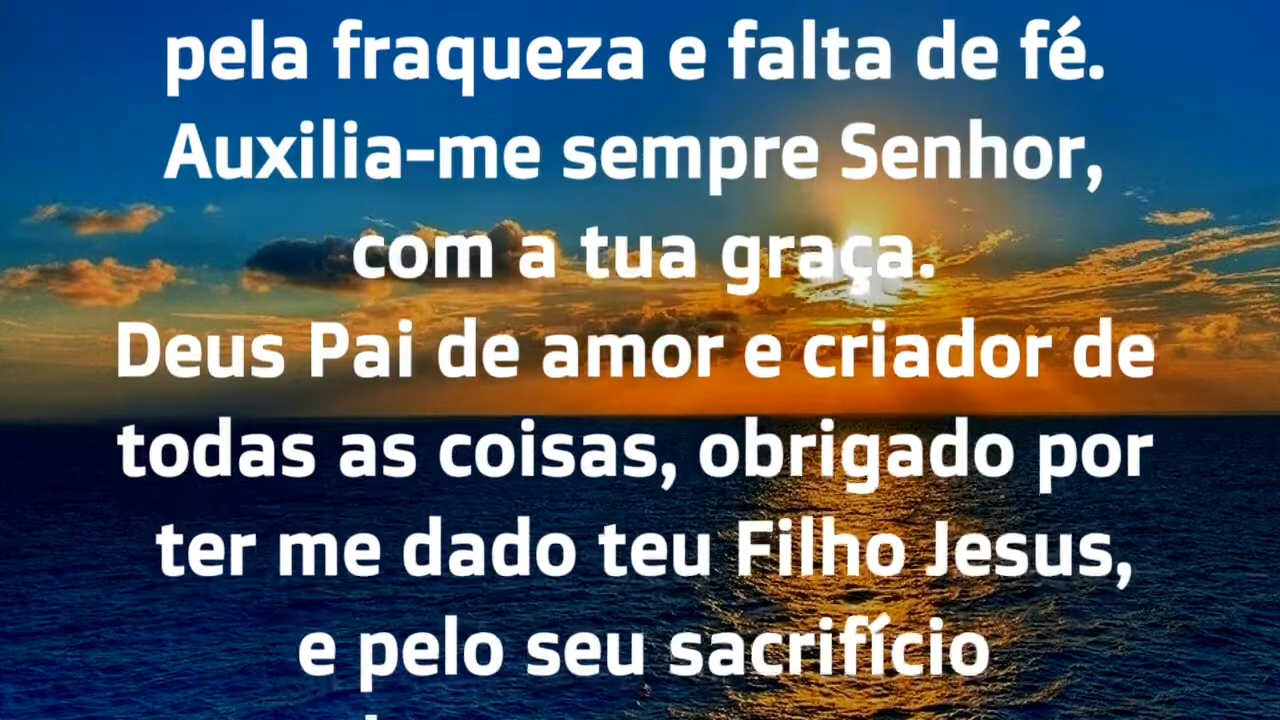 pela fraqueza e falta de fé.
Auxilia-me sempre Senhor,
com a tua graça.
Deus Pai de amor e criador de
todas as coisas, obrigado por
ter me dado teu Filho Jesus,
e pelo seu sacrifício